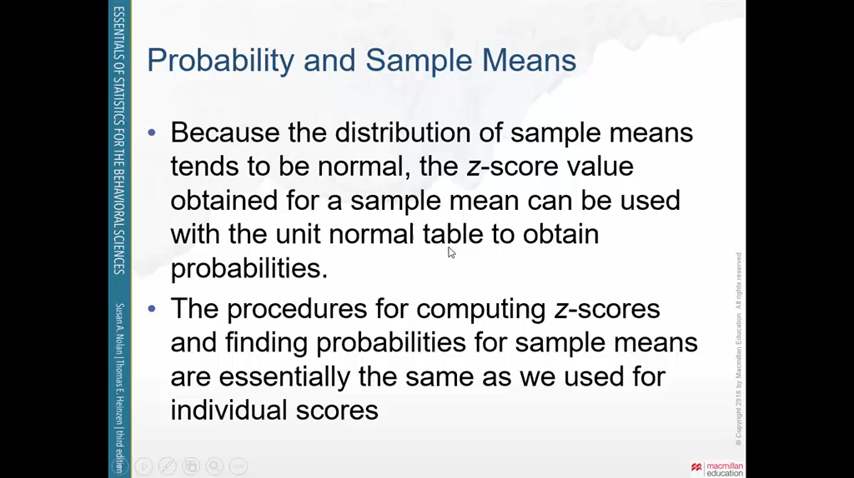 Probability and Sample Means
• Because the distribution of sample means
tends to be normal, the z-score value
obtained for a sample mean can be used
with the unit normal table to obtain
probabilities.
• The procedures for computing z-scores
and finding probabilities for sample means
are essentially the same as we used for
individual scores
ESSENTIALS OF STATISTICS FOR THE BEHAVIORAL SCIENCES
Susan A. Nolan | Thomas E. Heinzen | third edition
© Copyright 2016 by Macmillan Education All rights reserved
macmillan
education